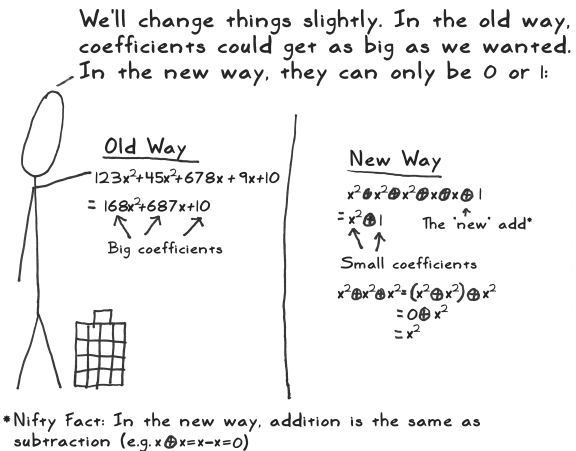 We'll change things slightly. In the old way,
coefficients could get as big as we wanted.
In the new way, they can only be 0 or 1:
Old Way
123x²+45x²+678x + 9x+10
= 168x²+687x+10
Big coefficients
New Way
x²⊕x²⊕x²⊕x⊕x⊕1
=x²⊕1
The "new" add*
Small coefficients
x²⊕x²⊕x²=(x²⊕x²)⊕x²
=0⊕x²
=x²
*Nifty Fact: In the new way, addition is the same as
subtraction (e.g. x⊕x=x-x=0)